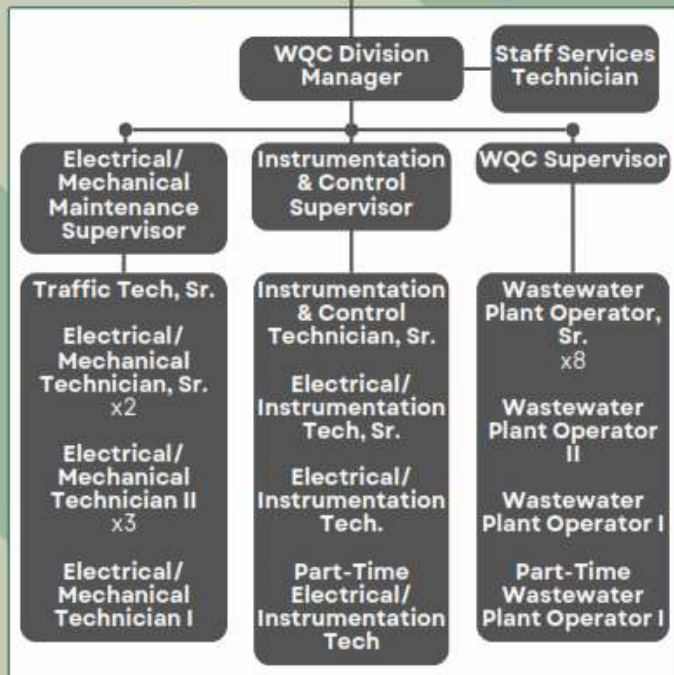 WQC Division
Manager
Staff Services
Technician
Electrical/
Mechanical
Maintenance
Supervisor
Instrumentation
& Control
Supervisor
WQC Supervisor
Traffic Tech, Sr.
Electrical/
Mechanical
Technician, Sr.
x2
Electrical/
Mechanical
Technician II
x3
Electrical/
Mechanical
Technician I
Instrumentation
& Control
Technician, Sr.
Electrical/
Instrumentation
Tech, Sr.
Electrical/
Instrumentation
Tech.
Part-Time
Electrical/
Instrumentation
Tech
Wastewater
Plant Operator,
Sr.
x8
Wastewater
Plant Operator
II
Wastewater
Plant Operator I
Part-Time
Wastewater
Plant Operator I